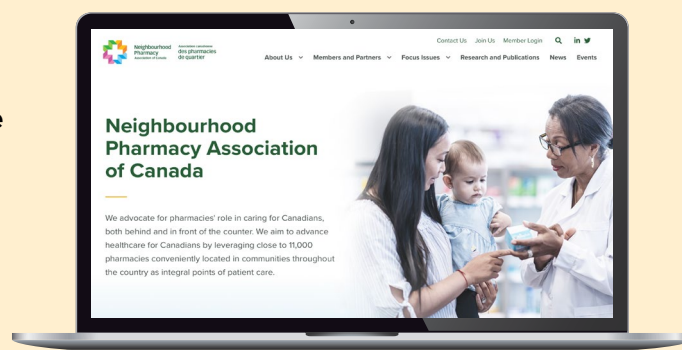 Contact Us Join Us Member Login
Neighbourhood
Pharmacy
Association of Canada
Association canadienne
des pharmacies
de quartier
About Us Members and Partners Focus Issues Research and Publications News Events
Neighbourhood
Pharmacy Association
of Canada
We advocate for pharmacies' role in caring for Canadians,
both behind and in front of the counter. We aim to advance
healthcare for Canadians by leveraging close to 11,000
pharmacies conveniently located in communities throughout
the country as integral points of patient care.
e